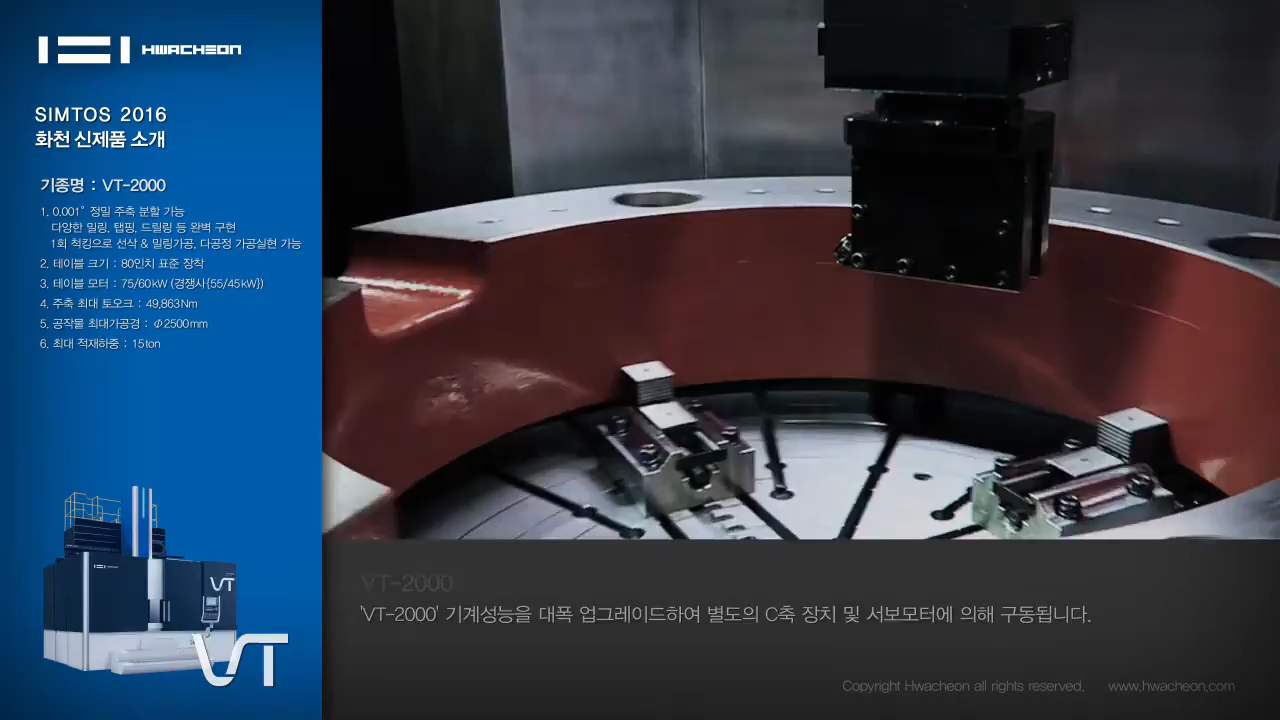 HWACHEON
SIMTOS 2016
화천 신제품 소개
기종명 : VT-2000
1. 0.001° 정밀 주축 분할 가능
다양한 밀링, 탭핑, 드릴링 등 완벽 구현
1회 척킹으로 선삭 & 밀링가공, 다공정 가공실현 가능
2. 테이블 크기 : 80인치 표준 장착
3. 테이블 모터 : 75/60kW (경쟁사{55/45kW})
4. 주축 최대 토오크 : 49,863Nm
5. 공작물 최대가공경 : Φ2500mm
6. 최대 적재하중 : 15ton
VT
VT
VT-2000
'VT-2000' 기계성능을 대폭 업그레이드하여 별도의 C축 장치 및 서보모터에 의해 구동됩니다.
Copyright Hwacheon all rights reserved. www.hwacheon.com